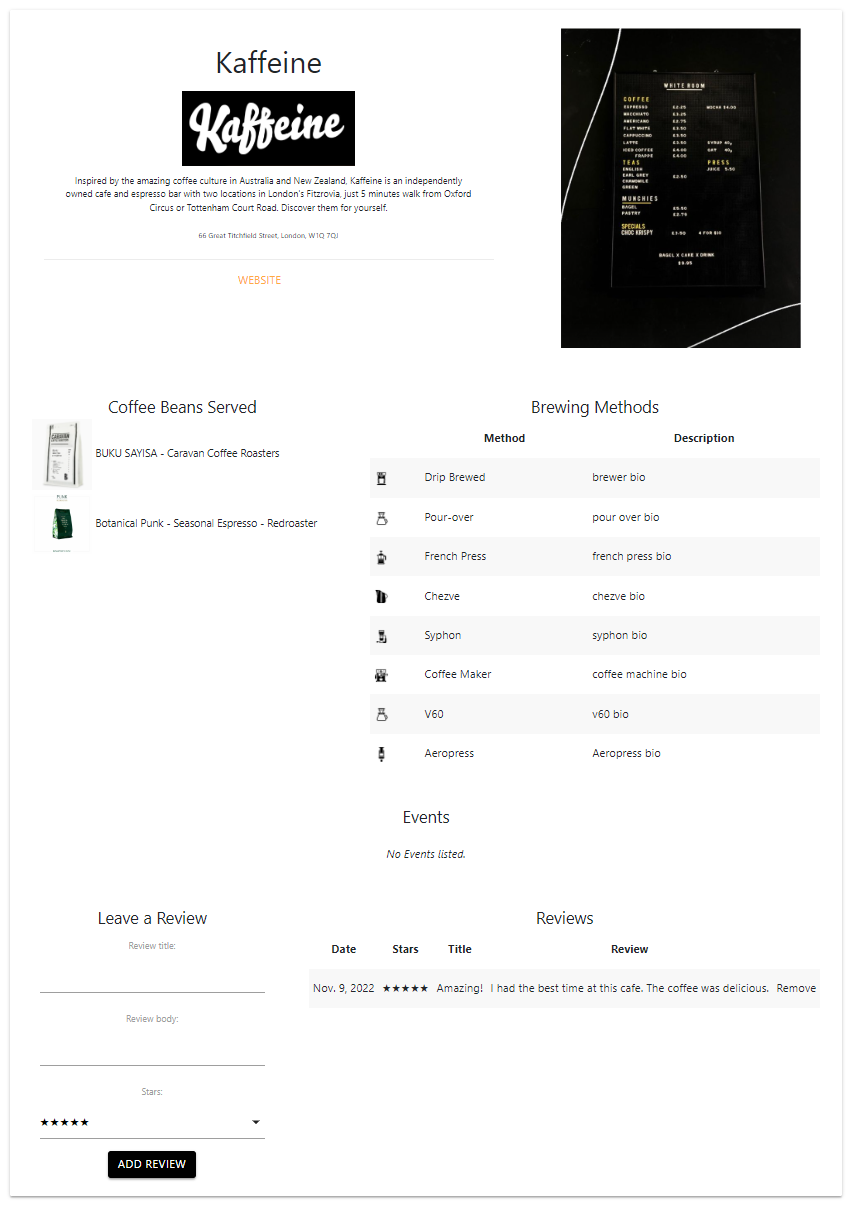 Kaffeine
Kaffeine
Inspired by the amazing coffee culture in Australia and New Zealand, Kaffeine is an independently
owned cafe and espresso bar with two locations in London's Fitzrovia, just 5 minutes walk from Oxford
Circus or Tottenham Court Road. Discover them for yourself.
66 Great Titchfield Street, London, W1Q 7QJ
WEBSITE
WHITE ROOM
COFFEE
ESPRESSO £2.25 MOCHA £4.00
MACCHIATO £3.25
AMERICANO £2.75
FLAT WHITE £3.50
CAPPUCCINO £3.50
LATTE £3.50 SYRUP 40p
ICED COFFEE £4.00 OAT 40p
FRAPPE £4.00
TEAS PRESS
ENGLISH JUICE 5.50
EARL GREY £2.50
CHAMOMILE
GREEN
MUNCHIES
BAGEL £5.50
PASTRY £2.75
SPECIALS
CHOC KRISPY £3.50 4 FOR £10
BAGEL X CAKE X DRINK
£9.95
Coffee Beans Served
CARAVAN
BUKU SAYISA - Caravan Coffee Roasters
PUNK
Botanical Punk - Seasonal Espresso - Redroaster
Brewing Methods
Method Description
Drip Brewed brewer bio
Pour-over pour over bio
French Press french press bio
Chezve chezve bio
Syphon syphon bio
Coffee Maker coffee machine bio
V60 v60 bio
Aeropress Aeropress bio
Events
No Events listed.
Leave a Review
Review title:
Review body:
Stars:
★★★★★
ADD REVIEW
Reviews
Date Stars Title Review
Nov. 9, 2022 ★★★★★ Amazing! I had the best time at this cafe. The coffee was delicious. Remove